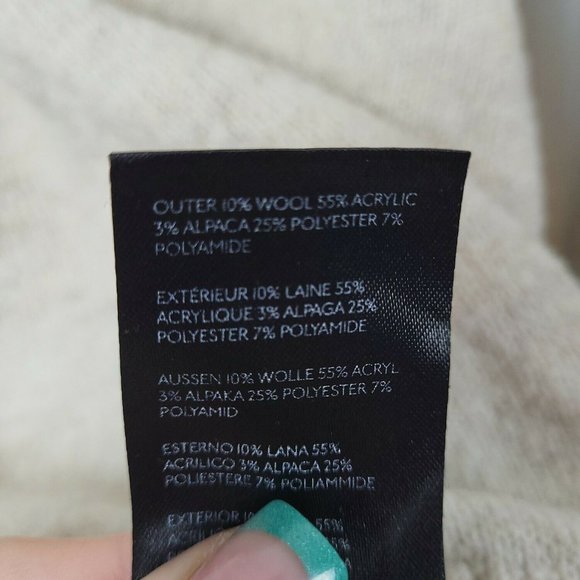 OUTER 10% WOOL 55% ACRYLIC
3% ALPACA 25% POLYESTER 7%
POLYAMIDE
EXTÉRIEUR 10% LAINE 55%
ACRYLIQUE 3% ALPAGA 25%
POLYESTER 7% POLYAMIDE
AUSSEN 10% WOLLE 55% ACRYL
3% ALPAKA 25% POLYESTER 7%
POLYAMID
ESTERNO 10% LANA 55%
ACRILICO 3% ALPACA 25%
POLIESTERE 7% POLIAMMIDE
EXTERIOR 55%